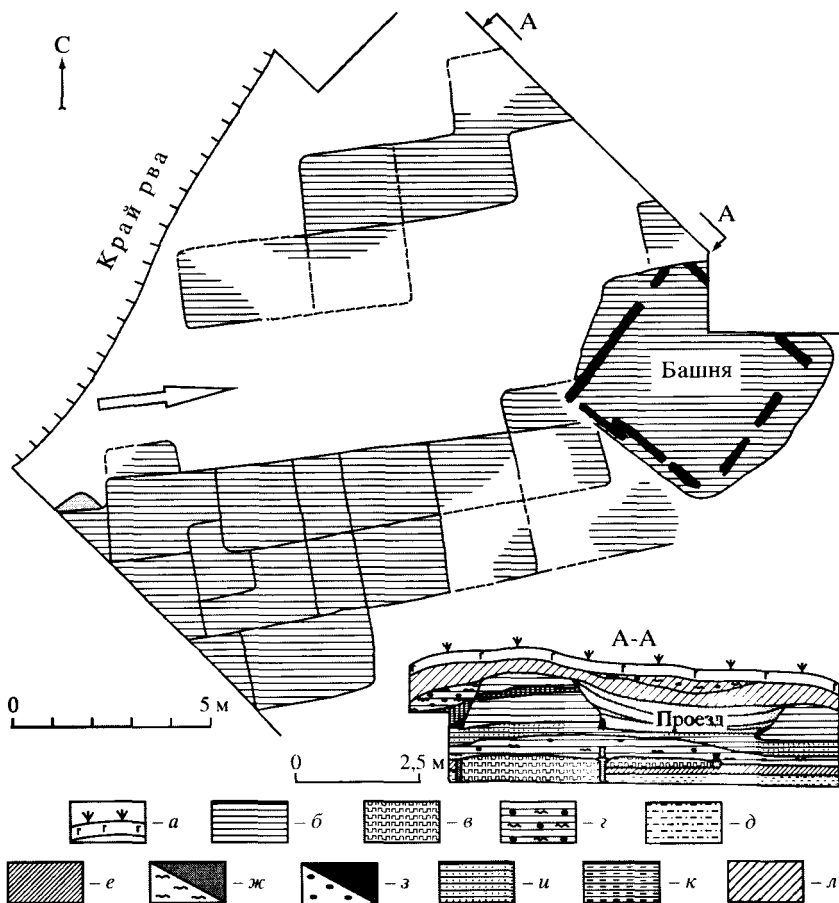 А
С
Край рва
А
Башня
А-А
Проезд
0 5 м
0 2,5 м
– а – б – в – г – д
– е – ж – з – и – к – л